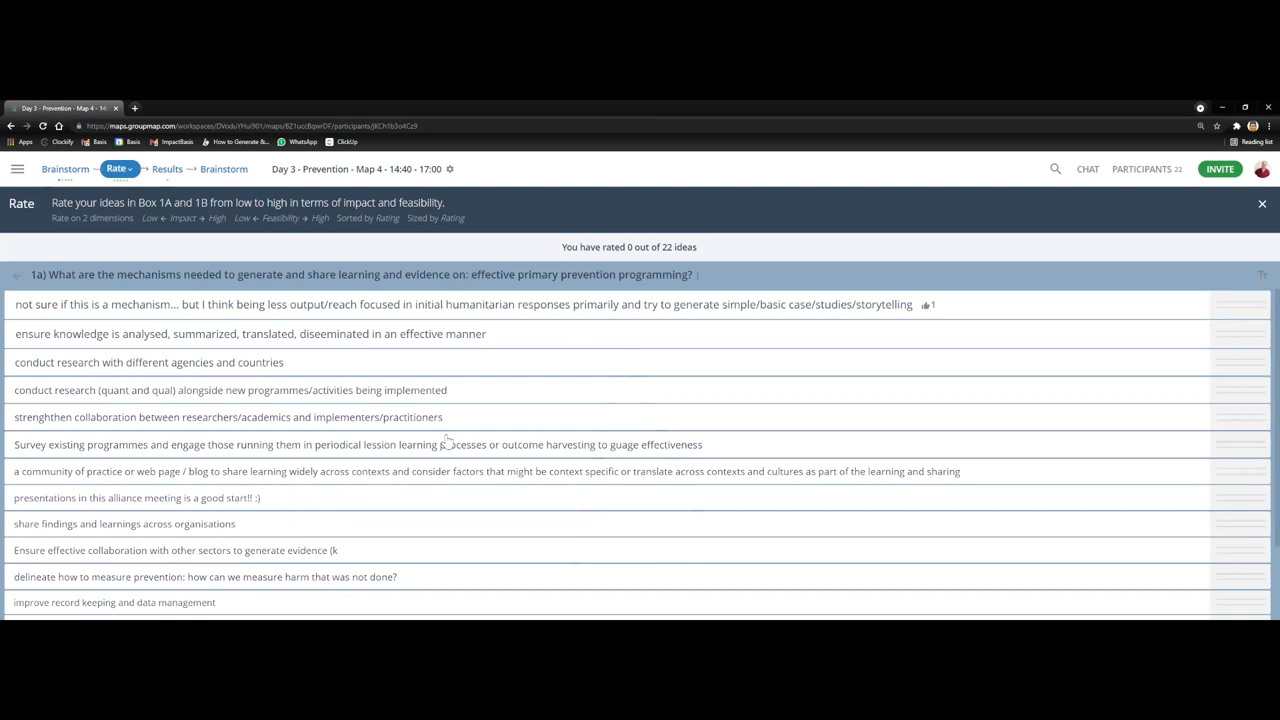 Day 3 - Prevention - Map 4 - 14:
https://maps.groupmap.com/workspaces/DVoduYHui901/maps/BZ1uccBqwrDF/participants/jKCh1b3o4Cz9
Apps Clockify Basis Basis ImpactBasis How to Generate &... WhatsApp ClickUp Reading list
Brainstorm Rate Results Brainstorm Day 3 - Prevention - Map 4 - 14:40 - 17:00 CHAT PARTICIPANTS 22 INVITE
Rate Rate your ideas in Box 1A and 1B from low to high in terms of impact and feasibility.
Rate on 2 dimensions Low ← Impact → High Low ← Feasibility → High Sorted by Rating Sized by Rating
You have rated 0 out of 22 ideas
1a) What are the mechanisms needed to generate and share learning and evidence on: effective primary prevention programming?
not sure if this is a mechanism... but I think being less output/reach focused in initial humanitarian responses primarily and try to generate simple/basic case/studies/storytelling 1
ensure knowledge is analysed, summarized, translated, diseeminated in an effective manner
conduct research with different agencies and countries
conduct research (quant and qual) alongside new programmes/activities being implemented
strenghthen collaboration between researchers/academics and implementers/practitioners
Survey existing programmes and engage those running them in periodical lession learning processes or outcome harvesting to guage effectiveness
a community of practice or web page / blog to share learning widely across contexts and consider factors that might be context specific or translate across contexts and cultures as part of the learning and sharing
presentations in this alliance meeting is a good start!! :)
share findings and learnings across organisations
Ensure effective collaboration with other sectors to generate evidence (k
delineate how to measure prevention: how can we measure harm that was not done?
improve record keeping and data management